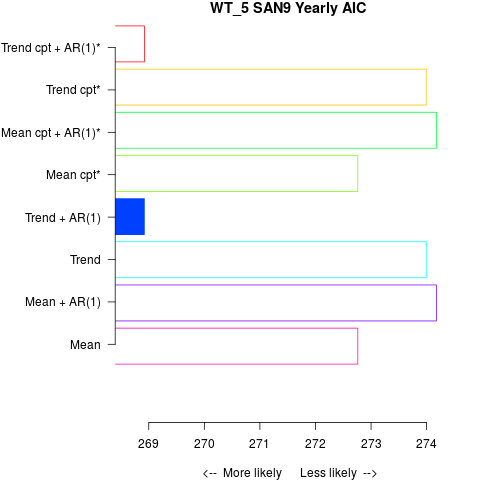 WT_5 SAN9 Yearly AIC
Trend cpt + AR(1)*
Trend cpt*
Mean cpt + AR(1)*
Mean cpt*
Trend + AR(1)
Trend
Mean + AR(1)
Mean
269 270 271 272 273 274
<-- More likely Less likely -->